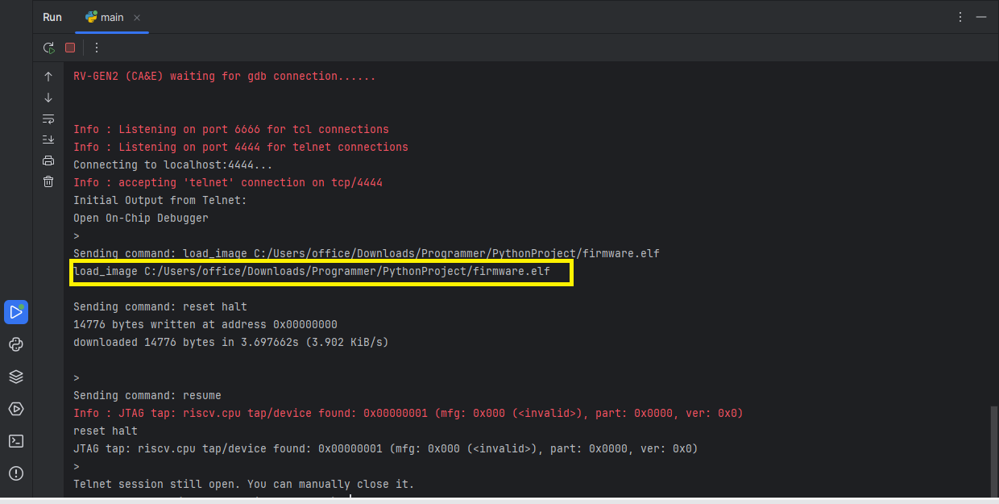 Run main
RV-GEN2 (CA&E) waiting for gdb connection......
Info : Listening on port 6666 for tcl connections
Info : Listening on port 4444 for telnet connections
Connecting to localhost:4444...
Info : accepting 'telnet' connection on tcp/4444
Initial Output from Telnet:
Open On-Chip Debugger
>
Sending command: load_image C:/Users/office/Downloads/Programmer/PythonProject/firmware.elf
load_image C:/Users/office/Downloads/Programmer/PythonProject/firmware.elf
Sending command: reset halt
14776 bytes written at address 0x00000000
downloaded 14776 bytes in 3.697662s (3.902 KiB/s)
>
Sending command: resume
Info : JTAG tap: riscv.cpu tap/device found: 0x00000001 (mfg: 0x000 (<invalid>), part: 0x0000, ver: 0x0)
reset halt
JTAG tap: riscv.cpu tap/device found: 0x00000001 (mfg: 0x000 (<invalid>), part: 0x0000, ver: 0x0)
>
Telnet session still open. You can manually close it.